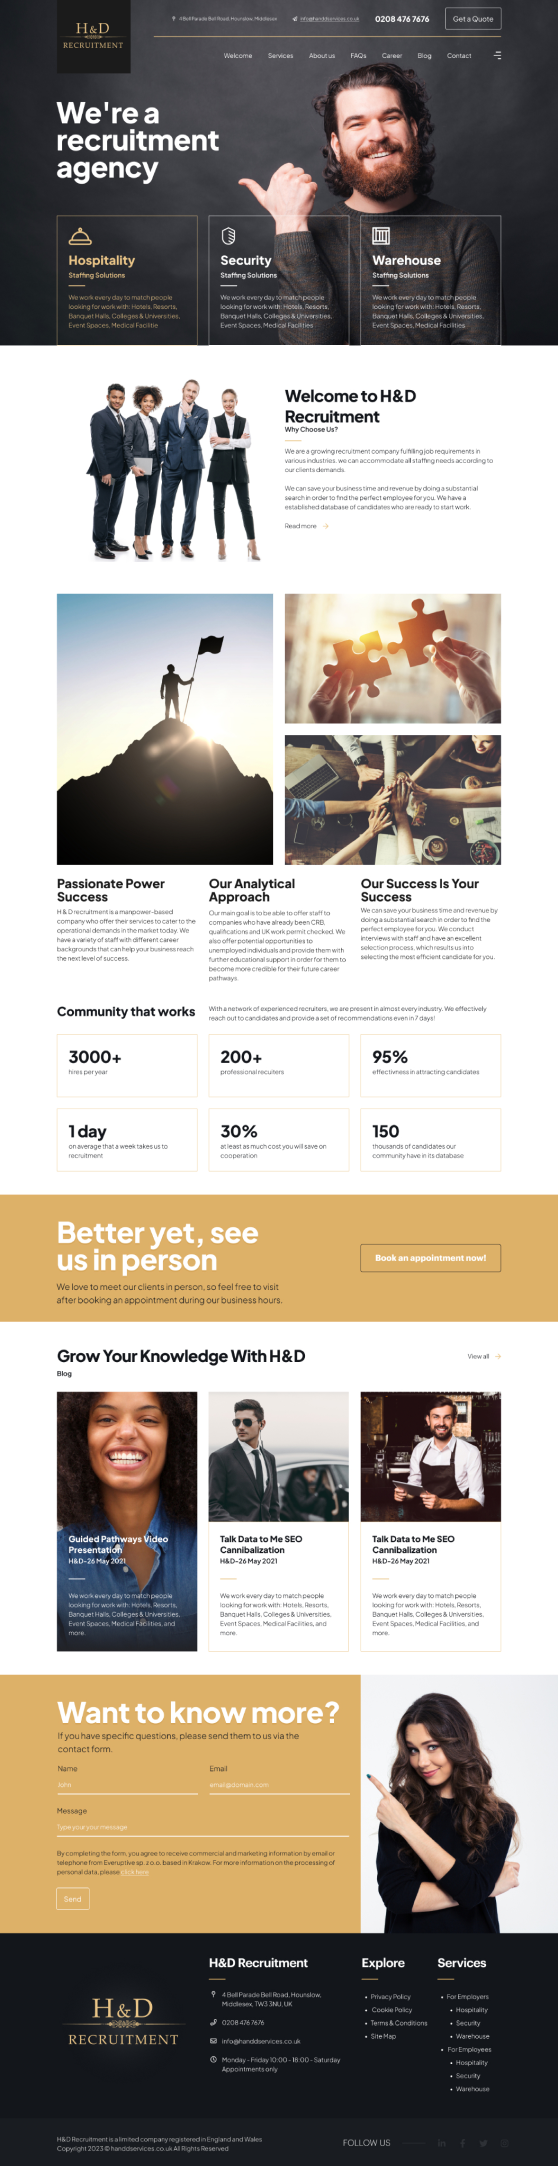 H&D
RECRUITMENT
4 Bell Parade Bell Road, Hounslow, Middlesex
info@handdservices.co.uk
0208 476 7676
Get a Quote
Welcome Services About us FAQs Career Blog Contact
We're a
recruitment
agency
Hospitality
Staffing Solutions
We work every day to match people
looking for work with: Hotels, Resorts,
Banquet Halls, Colleges & Universities,
Event Spaces, Medical Facilitie
Security
Staffing Solutions
We work every day to match people
looking for work with: Hotels, Resorts,
Banquet Halls, Colleges & Universities,
Event Spaces, Medical Facilities
Warehouse
Staffing Solutions
We work every day to match people
looking for work with: Hotels, Resorts,
Banquet Halls, Colleges & Universities,
Event Spaces, Medical Facilities
Welcome to H&D
Recruitment
Why Choose Us?
We are a growing recruitment company fulfilling job requirements in
various industries. we can accommodate all staffing needs according to
our clients demands.
We can save your business time and revenue by doing a substantial
search in order to find the perfect employee for you. We have a
established database of candidates who are ready to start work.
Read more
Passionate Power
Success
H & D recruitment is a manpower-based
company who offer their services to cater to the
operational demands in the market today. We
have a variety of staff with different career
backgrounds that can help your business reach
the next level of success.
Our Analytical
Approach
Our main goal is to be able to offer staff to
companies who have already been CRB,
qualifications and UK work permit checked. We
also offer potential opportunities to
unemployed individuals and provide them with
further educational support in order for them to
become more credible for their future career
pathways.
Our Success Is Your
Success
We can save your business time and revenue by
doing a substantial search in order to find the
perfect employee for you. We conduct
interviews with staff and have an excellent
selection process, which results us into
selecting the most efficient candidate for you.
Community that works
With a network of experienced recruiters, we are present in almost every industry. We effectively
reach out to candidates and provide a set of recommendations even in 7 days!
3000+
hires per year
200+
professional recuiters
95%
effectivness in attracting candidates
1 day
on average that a week takes us to
recruitment
30%
at least as much cost you will save on
cooperation
150
thousands of candidates our
community have in its database
Better yet, see
us in person
We love to meet our clients in person, so feel free to visit
after booking an appointment during our business hours.
Book an appointment now!
Grow Your Knowledge With H&D
Blog
View all
Guided Pathways Video
Presentation
H&D-26 May 2021
We work every day to match people
looking for work with: Hotels, Resorts,
Banquet Halls, Colleges & Universities,
Event Spaces, Medical Facilities, and
more.
Talk Data to Me SEO
Cannibalization
H&D-26 May 2021
We work every day to match people
looking for work with: Hotels, Resorts,
Banquet Halls, Colleges & Universities,
Event Spaces, Medical Facilities, and
more.
Talk Data to Me SEO
Cannibalization
H&D-26 May 2021
We work every day to match people
looking for work with: Hotels, Resorts,
Banquet Halls, Colleges & Universities,
Event Spaces, Medical Facilities, and
more.
Want to know more?
If you have specific questions, please send them to us via the
contact form.
Name
John
Email
email@domain.com
Message
Type your your message
By completing the form, you agree to receive commercial and marketing information by email or
telephone from Everuptive sp. z o.o. based in Krakow. For more information on the processing of
personal data, please click here
Send
H&D
RECRUITMENT
H&D Recruitment
4 Bell Parade Bell Road, Hounslow,
Middlesex, TW3 3NU, UK
0208 476 7676
info@handdservices.co.uk
Monday - Friday 10:00 - 18:00 - Saturday
Appointments only
Explore
• Privacy Policy
• Cookie Policy
• Terms & Conditions
• Site Map
Services
• For Employers
• Hospitality
• Security
• Warehouse
• For Employees
• Hospitality
• Security
• Warehouse
H&D Recruitment is a limited company registered in England and Wales
Copyright 2023 © handdservices.co.uk All Rights Reserved
FOLLOW US